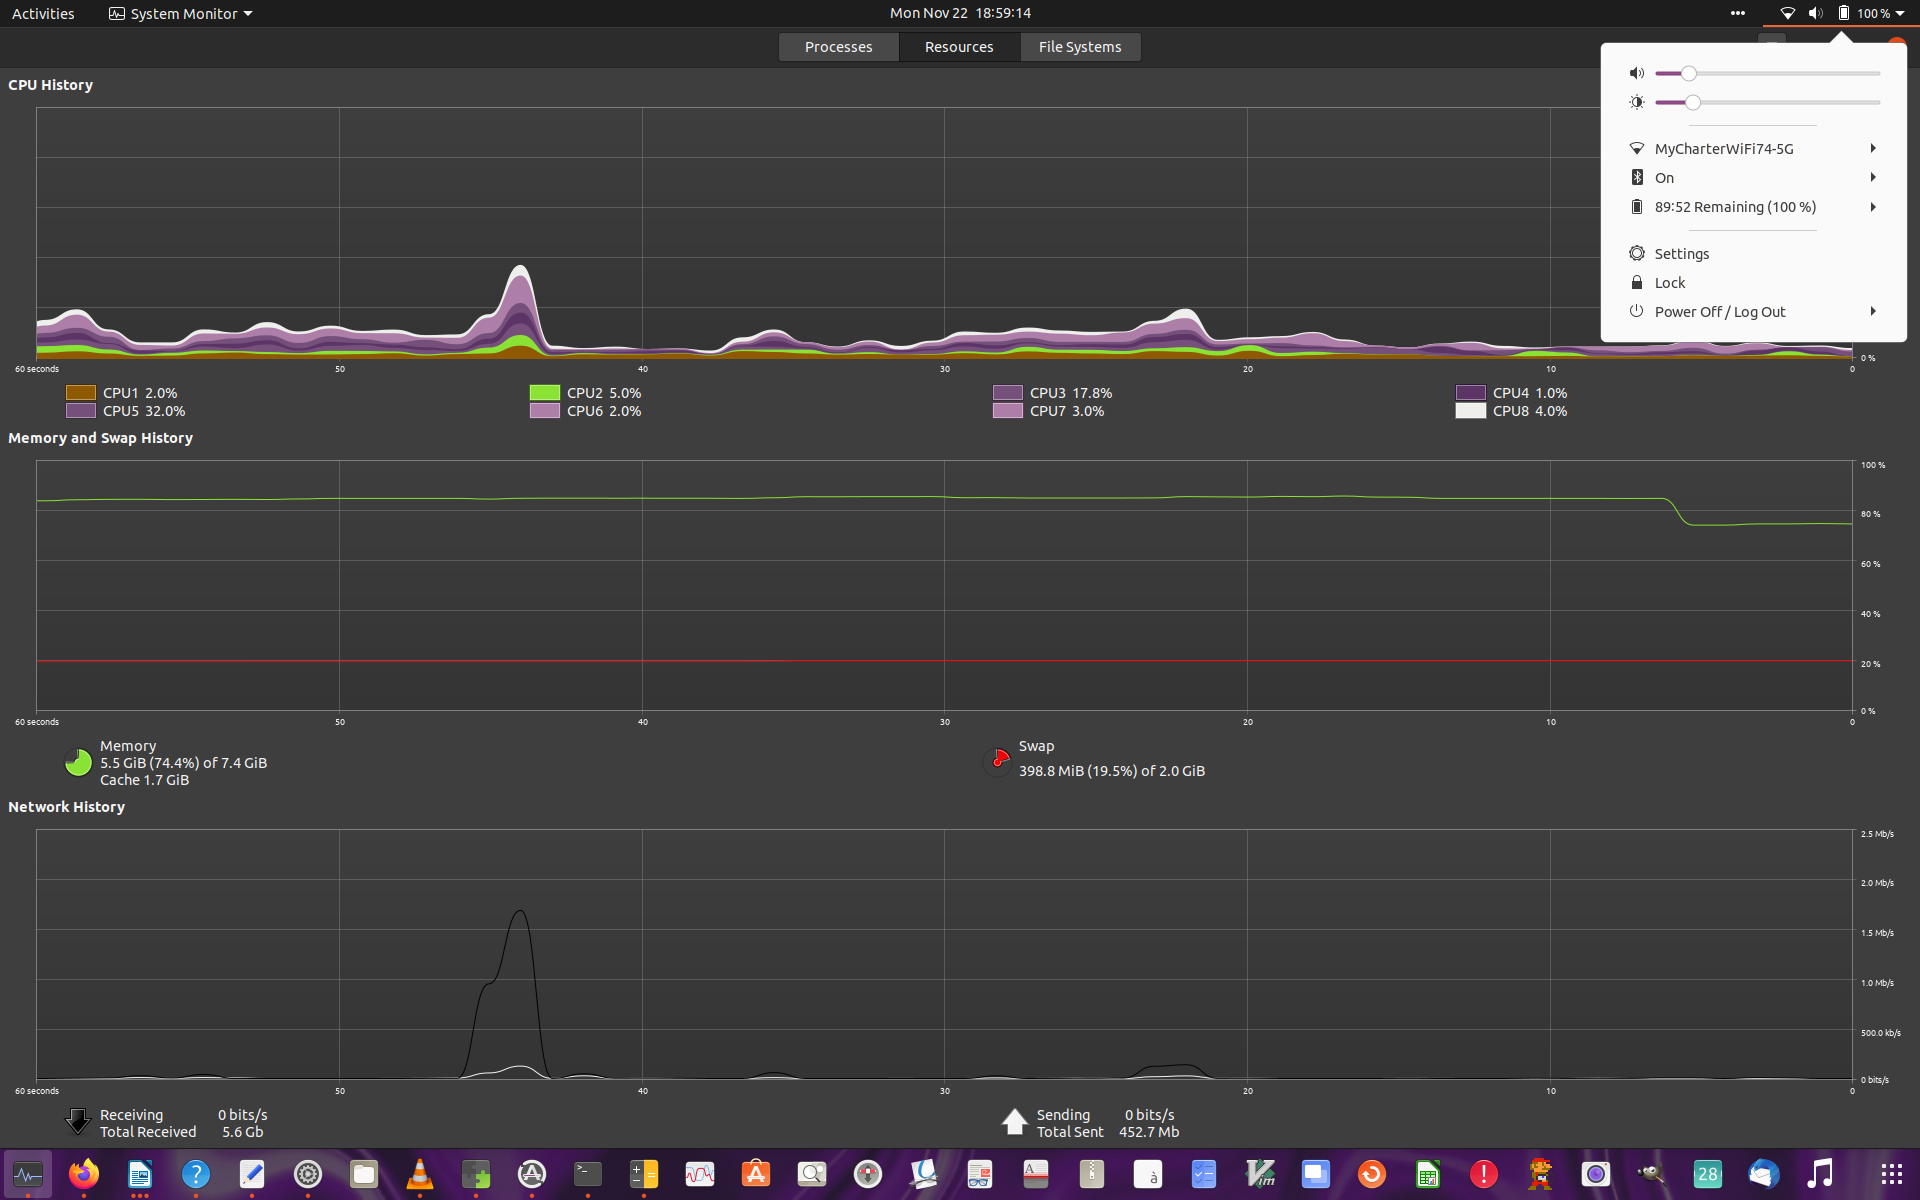 Activities
System Monitor
Mon Nov 22 18:59:14
100 %
Processes
Resources
File Systems
MyCharterWiFi74-5G
On
89:52 Remaining (100 %)
Settings
Lock
Power Off / Log Out
CPU History
0 %
60 seconds 50 40 30 20 10 0
CPU1 2.0% CPU2 5.0% CPU3 17.8% CPU4 1.0%
CPU5 32.0% CPU6 2.0% CPU7 3.0% CPU8 4.0%
Memory and Swap History
100 %
80 %
60 %
40 %
20 %
0 %
60 seconds 50 40 30 20 10 0
Memory
5.5 GiB (74.4%) of 7.4 GiB
Cache 1.7 GiB
Swap
398.8 MiB (19.5%) of 2.0 GiB
Network History
2.5 Mb/s
2.0 Mb/s
1.5 Mb/s
1.0 Mb/s
500.0 kb/s
0 bits/s
60 seconds 50 40 30 20 10 0
Receiving 0 bits/s
Total Received 5.6 Gb
Sending 0 bits/s
Total Sent 452.7 Mb
?
>_
A
à
Vim
!
28